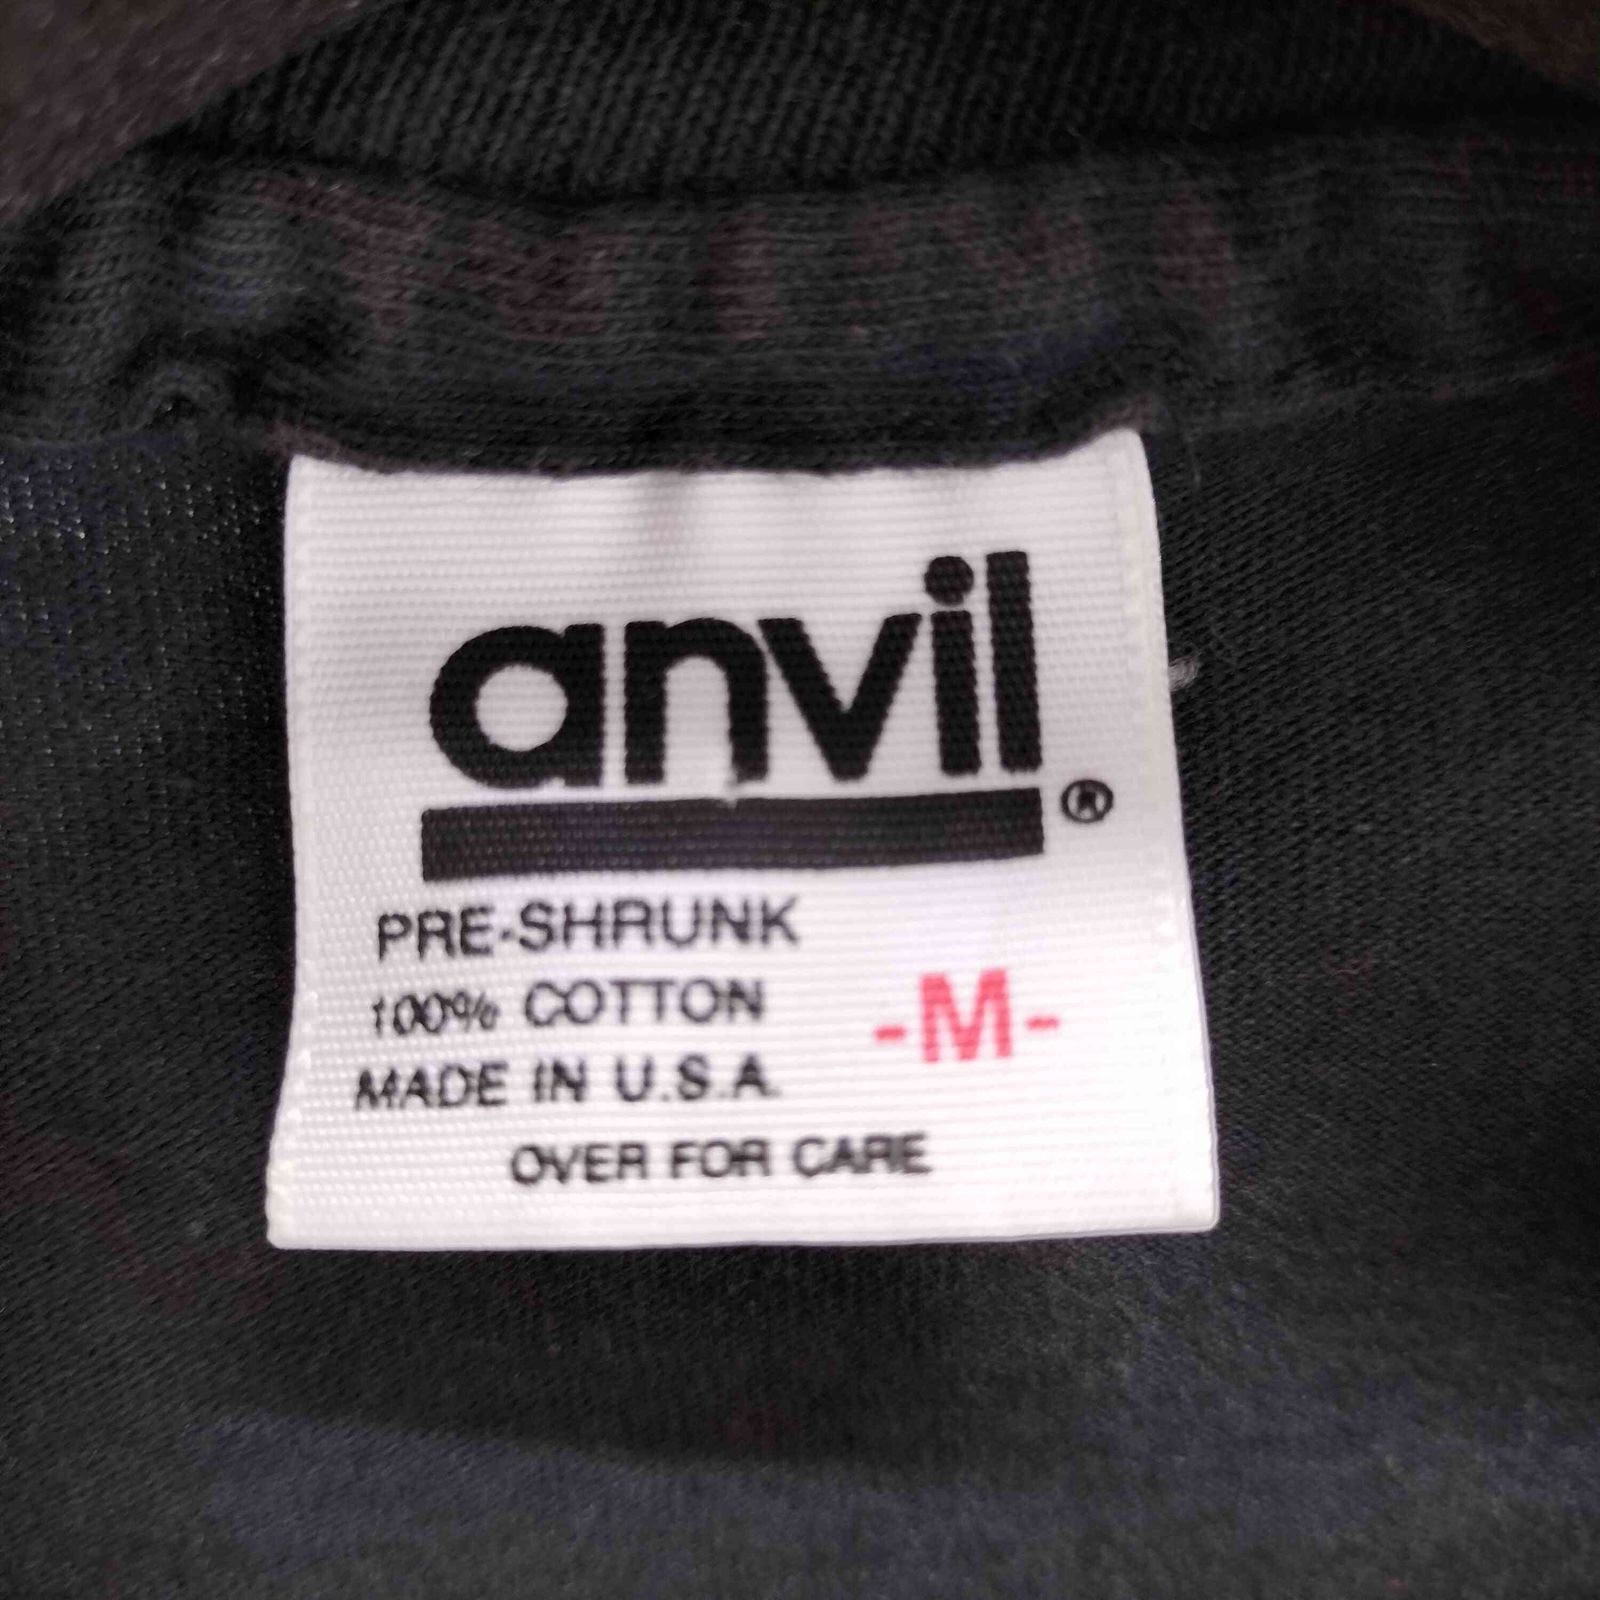 anvil®
PRE-SHRUNK
100% COTTON
-M-
MADE IN U.S.A.
OVER FOR CARE